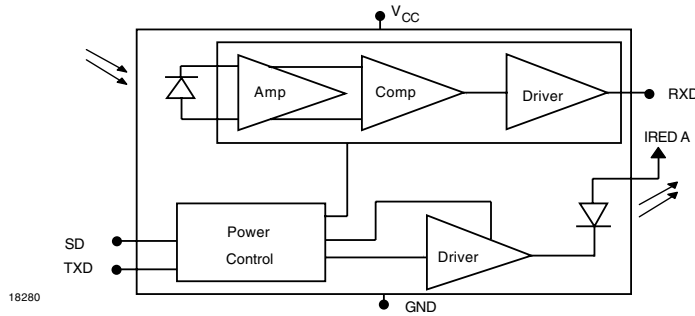 VCC
Amp
Comp
Driver
RXD
IRED A
Power
Control
SD
TXD
Driver
18280
GND